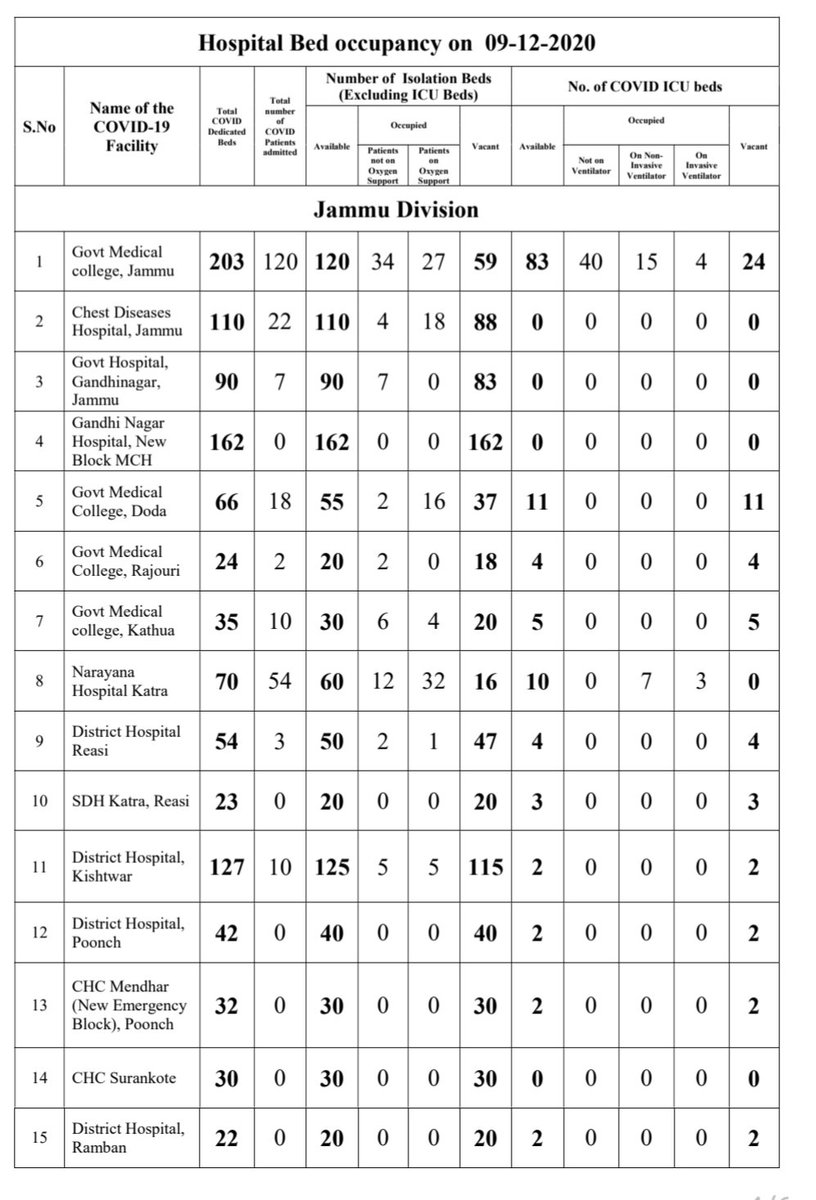 Hospital Bed occupancy on 09-12-2020
S.No
Name of the
COVID-19
Facility
Total
COVID
Dedicated
Beds
Total
number
of
COVID
Patients
admitted
Number of Isolation Beds
(Excluding ICU Beds)
No. of COVID ICU beds
Available
Occupied
Patients
not on
Oxygen
Support
Patients
on
Oxygen
Support
Vacant
Available
Occupied
Not on
Ventilator
On Non-
Invasive
Ventilator
On
Invasive
Ventilator
Vacant
Jammu Division
1 Govt Medical
college, Jammu 203 120 120 34 27 59 83 40 15 4 24
2 Chest Diseases
Hospital, Jammu 110 22 110 4 18 88 0 0 0 0 0
3 Govt Hospital,
Gandhinagar,
Jammu 90 7 90 7 0 83 0 0 0 0 0
4 Gandhi Nagar
Hospital, New
Block MCH 162 0 162 0 0 162 0 0 0 0 0
5 Govt Medical
College, Doda 66 18 55 2 16 37 11 0 0 0 11
6 Govt Medical
College, Rajouri 24 2 20 2 0 18 4 0 0 0 4
7 Govt Medical
college, Kathua 35 10 30 6 4 20 5 0 0 0 5
8 Narayana
Hospital Katra 70 54 60 12 32 16 10 0 7 3 0
9 District Hospital
Reasi 54 3 50 2 1 47 4 0 0 0 4
10 SDH Katra, Reasi 23 0 20 0 0 20 3 0 0 0 3
11 District Hospital,
Kishtwar 127 10 125 5 5 115 2 0 0 0 2
12 District Hospital,
Poonch 42 0 40 0 0 40 2 0 0 0 2
13 CHC Mendhar
(New Emergency
Block), Poonch 32 0 30 0 0 30 2 0 0 0 2
14 CHC Surankote 30 0 30 0 0 30 0 0 0 0 0
15 District Hospital,
Ramban 22 0 20 0 0 20 2 0 0 0 2